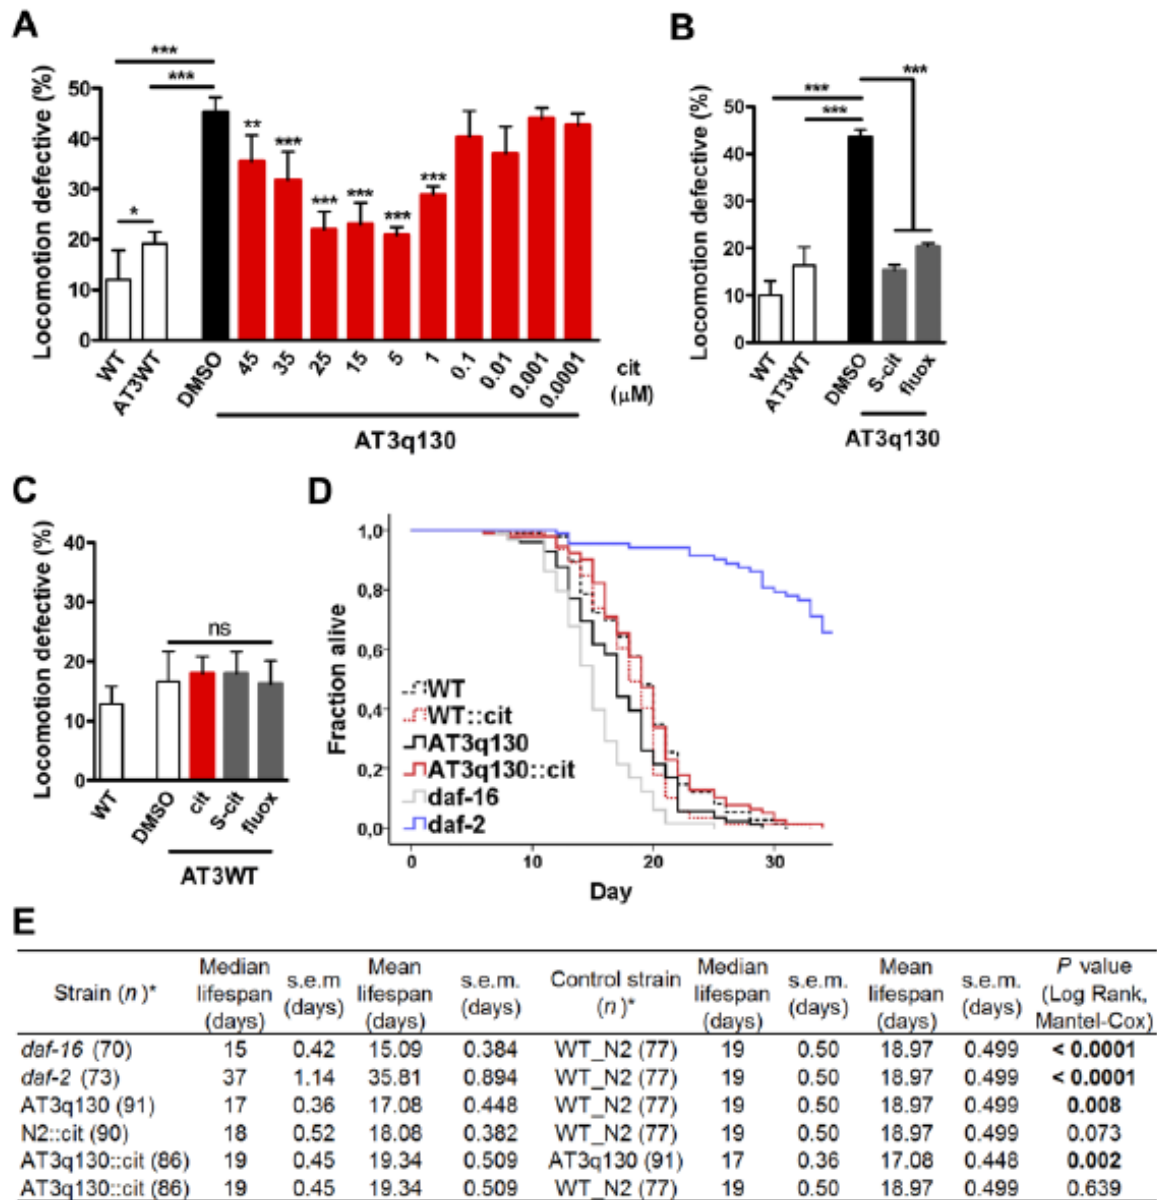 A
Locomotion defective (%)
50
40
30
20
10
0
***
***
*
**
***
***
***
***
***
WT
AT3WT
DMSO
45
35
25
15
5
1
0.1
0.01
0.001
0.0001
cit
(μM)
AT3q130
B
Locomotion defective (%)
50
40
30
20
10
0
***
***
***
WT
AT3WT
DMSO
S-cit
fluox
AT3q130
C
Locomotion defective (%)
40
30
20
10
0
ns
WT
DMSO
cit
S-cit
fluox
AT3WT
D
Fraction alive
1,0
0,8
0,6
0,4
0,2
0,0
WT
WT::cit
AT3q130
AT3q130::cit
daf-16
daf-2
0 10 20 30
Day
E
Strain (n)* Median lifespan (days) s.e.m (days) Mean lifespan (days) s.e.m. (days) Control strain (n)* Median lifespan (days) s.e.m. (days) Mean lifespan (days) s.e.m. (days) P value (Log Rank, Mantel-Cox)
daf-16 (70) 15 0.42 15.09 0.384 WT_N2 (77) 19 0.50 18.97 0.499 < 0.0001
daf-2 (73) 37 1.14 35.81 0.894 WT_N2 (77) 19 0.50 18.97 0.499 < 0.0001
AT3q130 (91) 17 0.36 17.08 0.448 WT_N2 (77) 19 0.50 18.97 0.499 0.008
N2::cit (90) 18 0.52 18.08 0.382 WT_N2 (77) 19 0.50 18.97 0.499 0.073
AT3q130::cit (86) 19 0.45 19.34 0.509 AT3q130 (91) 17 0.36 17.08 0.448 0.002
AT3q130::cit (86) 19 0.45 19.34 0.509 WT_N2 (77) 19 0.50 18.97 0.499 0.639